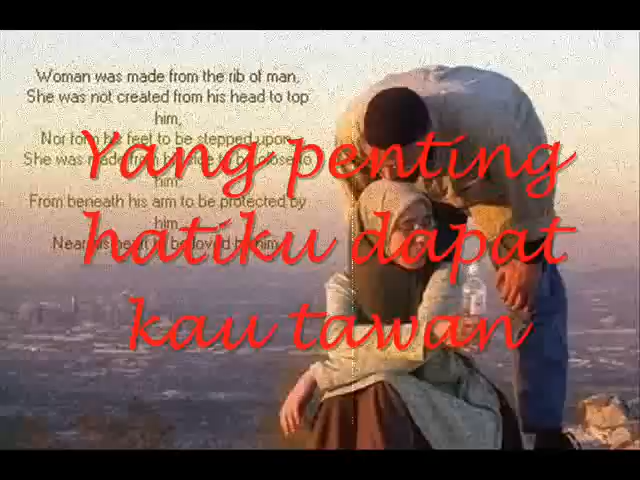 Woman was made from the rib of man,
She was not created from his head to top
him,
Nor his feet to be stepped upon
She was made from his side to be close to
him,
From beneath his arm to be protected by
him
Near his heart to be loved by him
Yang penting
hatiku dapat
kau tawan